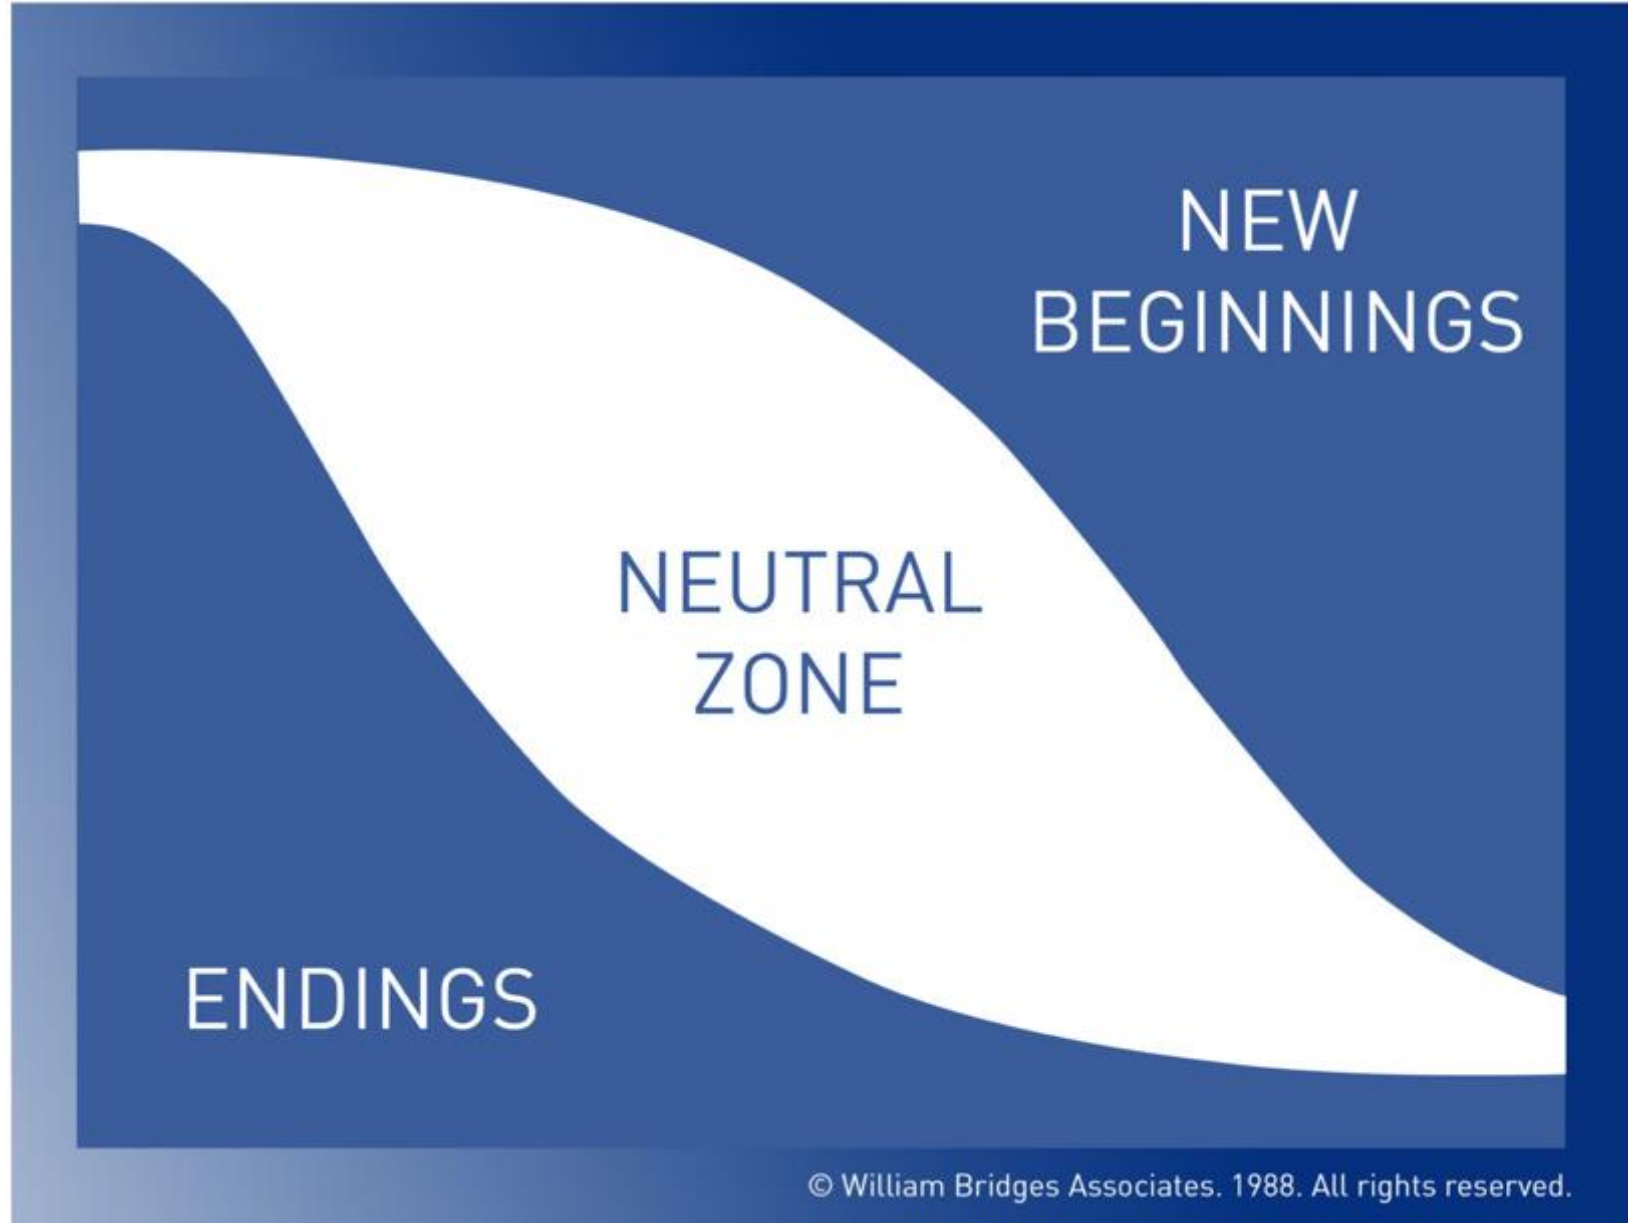 NEW
BEGINNINGS
NEUTRAL
ZONE
ENDINGS
© William Bridges Associates. 1988. All rights reserved.